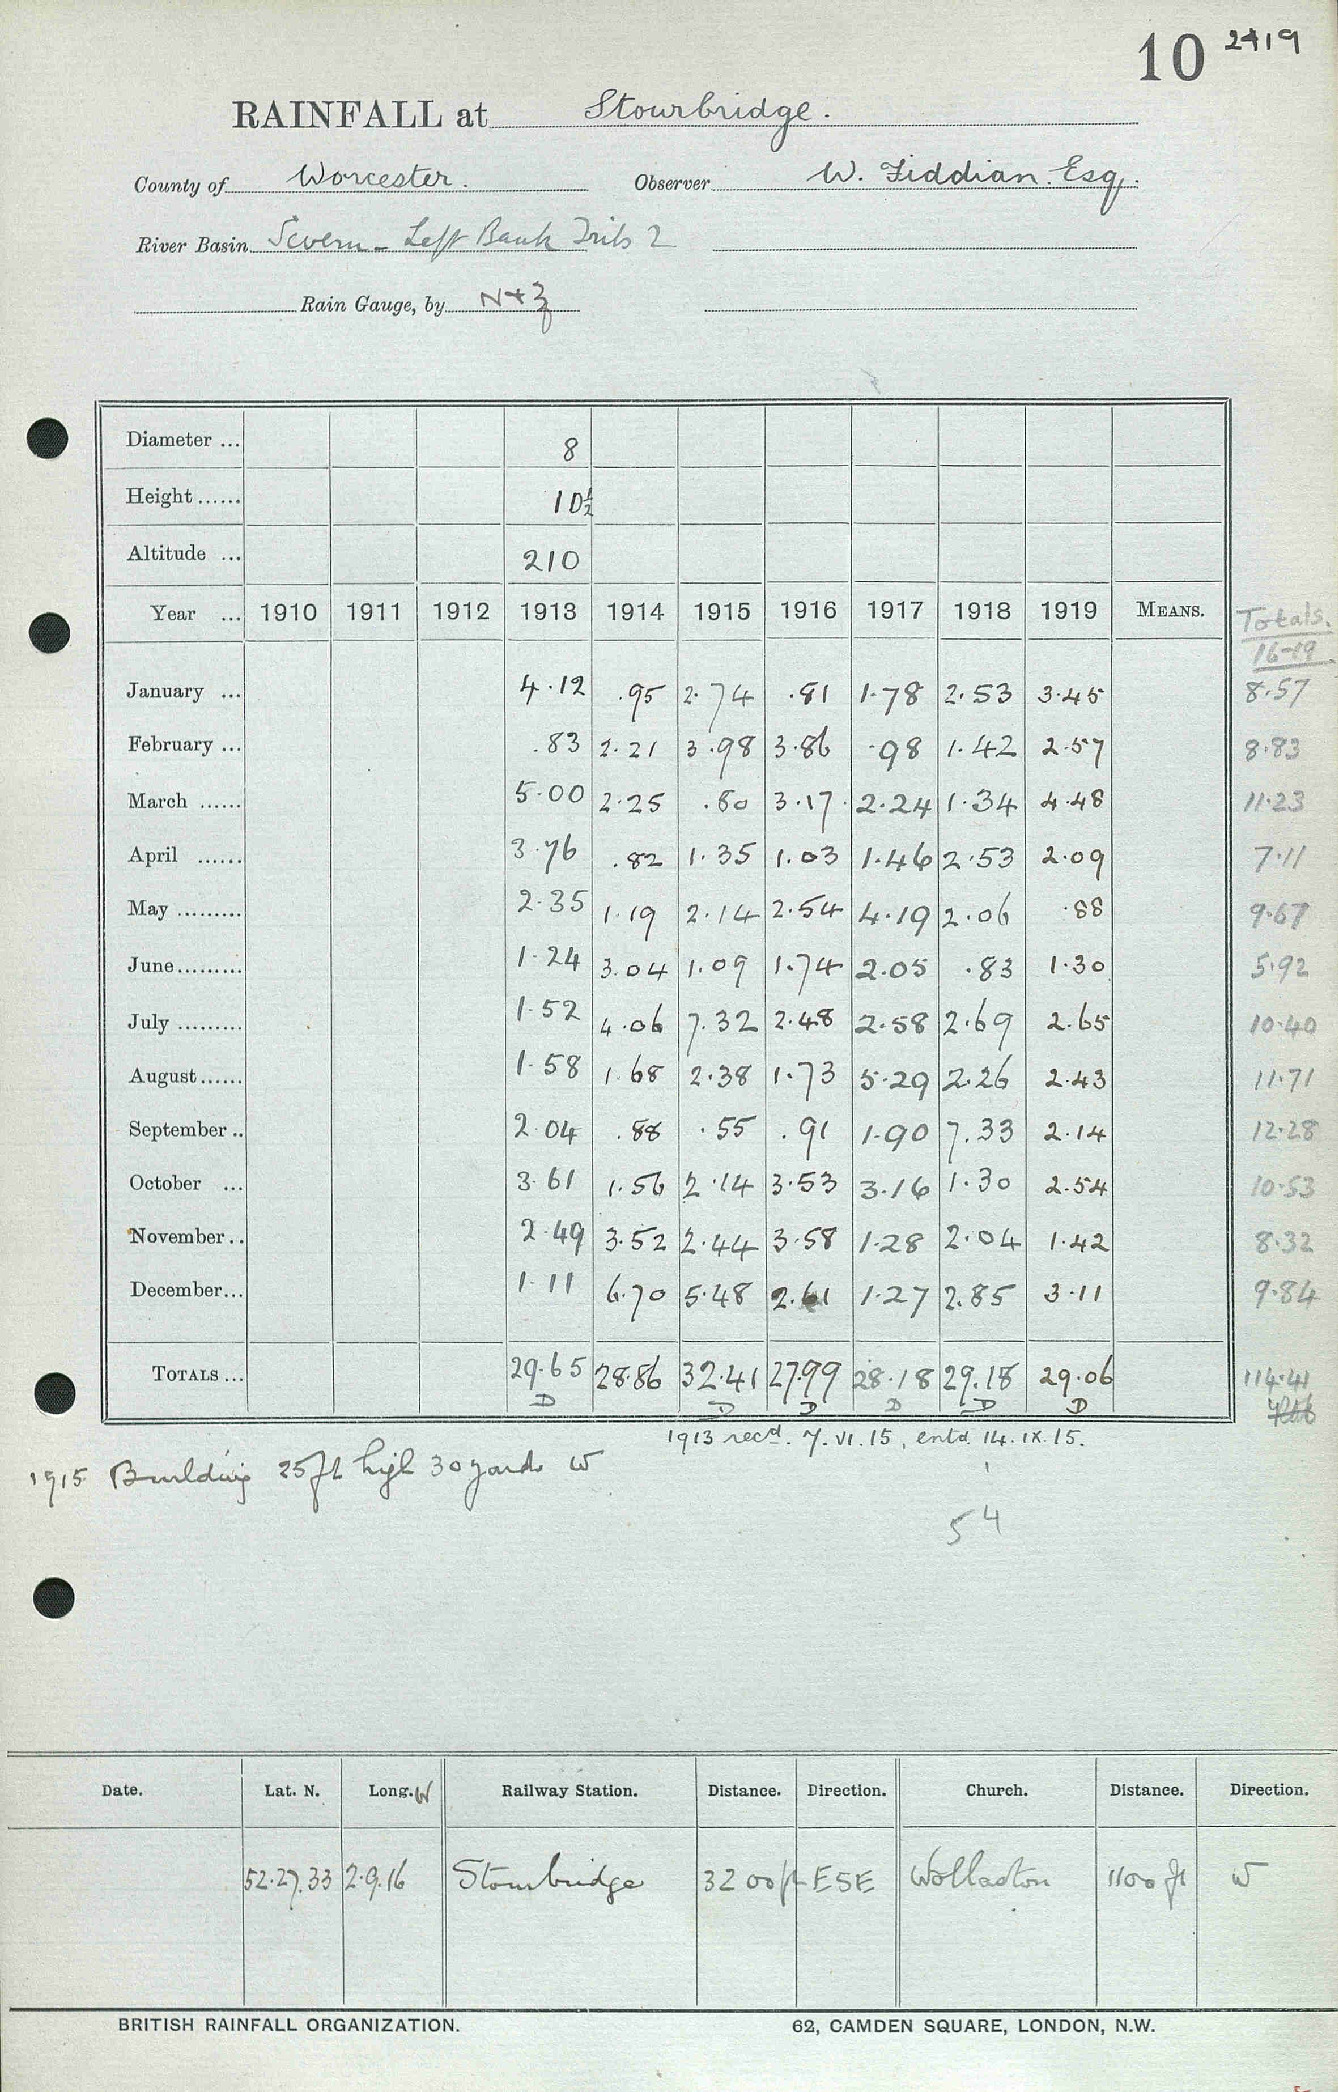 10 2419
RAINFALL at Stourbridge.
County of Worcester. Observer W. Fiddian. Esq.
River Basin Severn - Left Bank Tribs 2
Rain Gauge, by N+Z
Diameter ... 8
Height ...... 10½
Altitude ... 210
Year ... 1910 1911 1912 1913 1914 1915 1916 1917 1918 1919 MEANS. Totals. 16-19
January ... 4.12 .95 2.74 .81 1.78 2.53 3.45 8.57
February ... .83 2.21 3.98 3.86 .98 1.42 2.57 8.83
March ...... 5.00 2.25 .80 3.17 2.24 1.34 4.48 11.23
April ...... 3.76 .82 1.35 1.03 1.46 2.53 2.09 7.11
May ......... 2.35 1.19 2.14 2.54 4.19 2.06 .88 9.67
June......... 1.24 3.04 1.09 1.74 2.05 .83 1.30 5.92
July ......... 1.52 4.06 7.32 2.48 2.58 2.69 2.65 10.40
August...... 1.58 1.68 2.38 1.73 5.29 2.26 2.43 11.71
September .. 2.04 .88 .55 .91 1.90 7.33 2.14 12.28
October ... 3.61 1.56 2.14 3.53 3.16 1.30 2.54 10.53
November .. 2.49 3.52 2.44 3.58 1.28 2.04 1.42 8.32
December... 1.11 6.70 5.48 2.61 1.27 2.85 3.11 9.84
TOTALS ... 29.65 28.86 32.41 27.99 28.18 29.18 29.06 114.41
D D D D D D
1913 recd. 7.VI.15, entd. 14.IX.15.
1915 Building 25 ft high 30 yards W
54
Date. Lat. N. Long. W Railway Station. Distance. Direction. Church. Distance. Direction.
52.27.33 2.9.16 Stourbridge 3200 ft ESE Wollaston 1100 ft W
BRITISH RAINFALL ORGANIZATION. 62, CAMDEN SQUARE, LONDON, N.W.